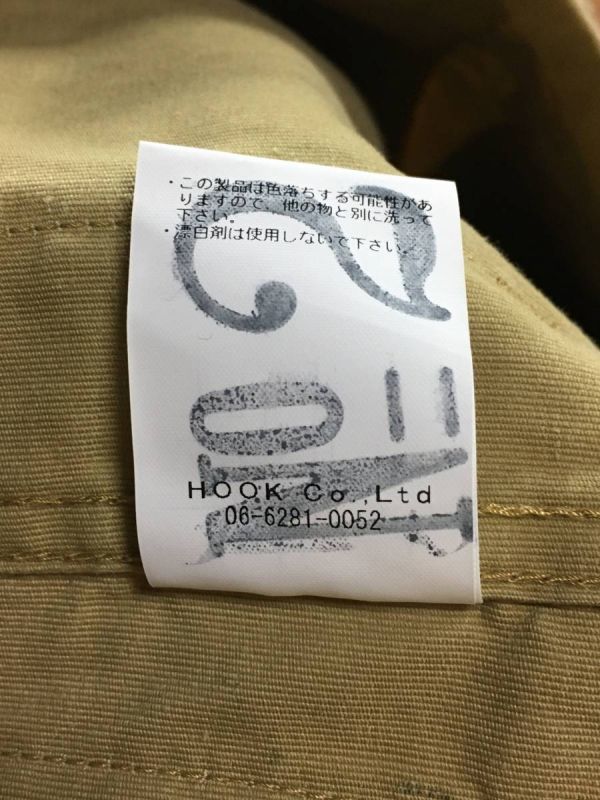 ・この製品は色落ちする可能性があ
りますので、他の物と別に洗って
下さい。
・漂白剤は使用しないで下さい。
No 2
HOOK Co.,Ltd
06-6281-0052